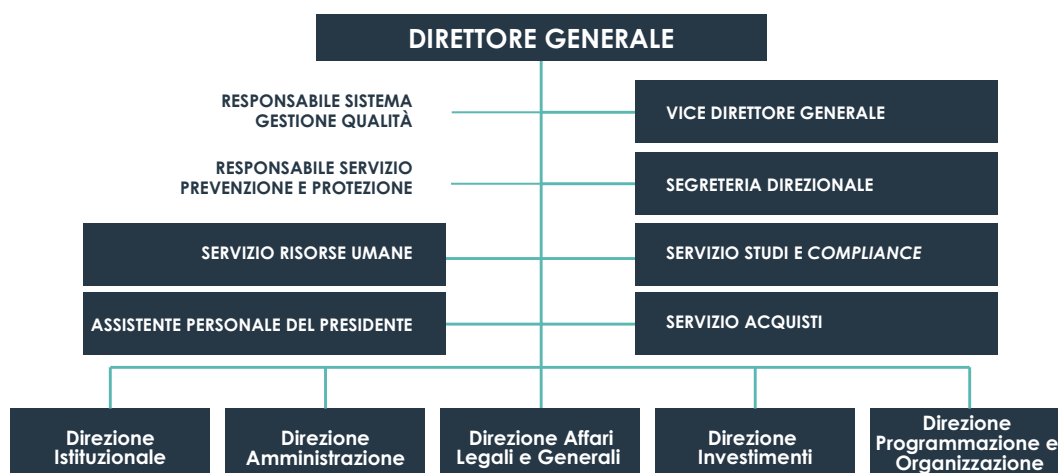 DIRETTORE GENERALE
RESPONSABILE SISTEMA
GESTIONE QUALITÀ
VICE DIRETTORE GENERALE
RESPONSABILE SERVIZIO
PREVENZIONE E PROTEZIONE
SEGRETERIA DIREZIONALE
SERVIZIO RISORSE UMANE
SERVIZIO STUDI E COMPLIANCE
ASSISTENTE PERSONALE DEL PRESIDENTE
SERVIZIO ACQUISTI
Direzione
Istituzionale
Direzione
Amministrazione
Direzione Affari
Legali e Generali
Direzione
Investimenti
Direzione
Programmazione e
Organizzazione